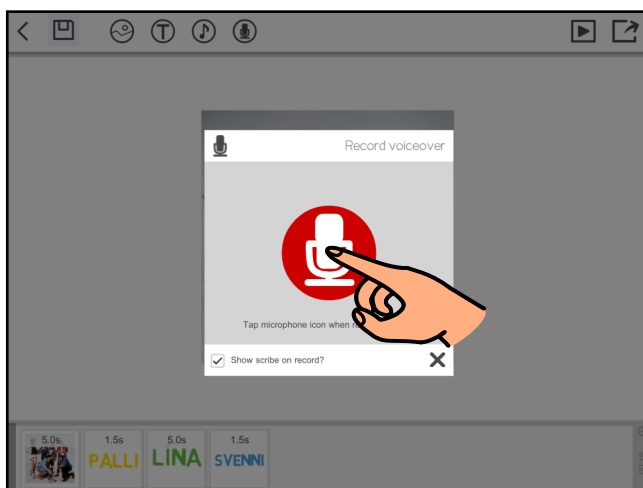 T
Record voiceover
Tap microphone icon when
Show scribe on record?
5.0s
1.5s
5.0s
1.5s
PALLI
LINA
SVENNI